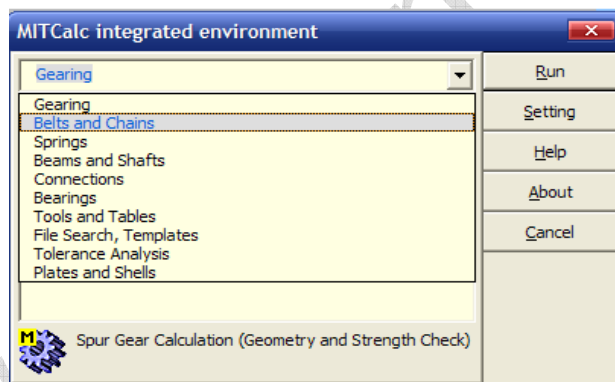 MITCalc integrated environment
Gearing
Run
Gearing
Belts and Chains
Springs
Beams and Shafts
Connections
Bearings
Tools and Tables
File Search, Templates
Tolerance Analysis
Plates and Shells
Setting
Help
About
Cancel
M
Spur Gear Calculation (Geometry and Strength Check)